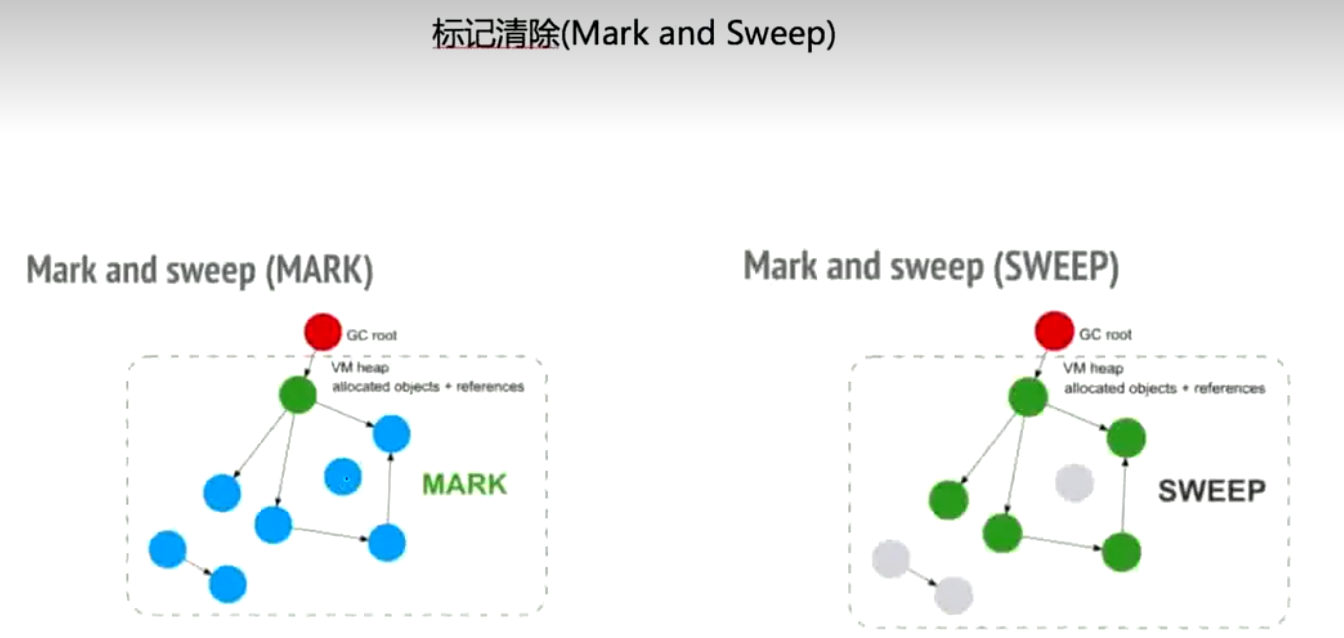 标记清除(Mark and Sweep)
Mark and sweep (MARK)
GC root
VM heap
allocated objects + references
MARK
Mark and sweep (SWEEP)
GC root
VM heap
allocated objects + references
SWEEP